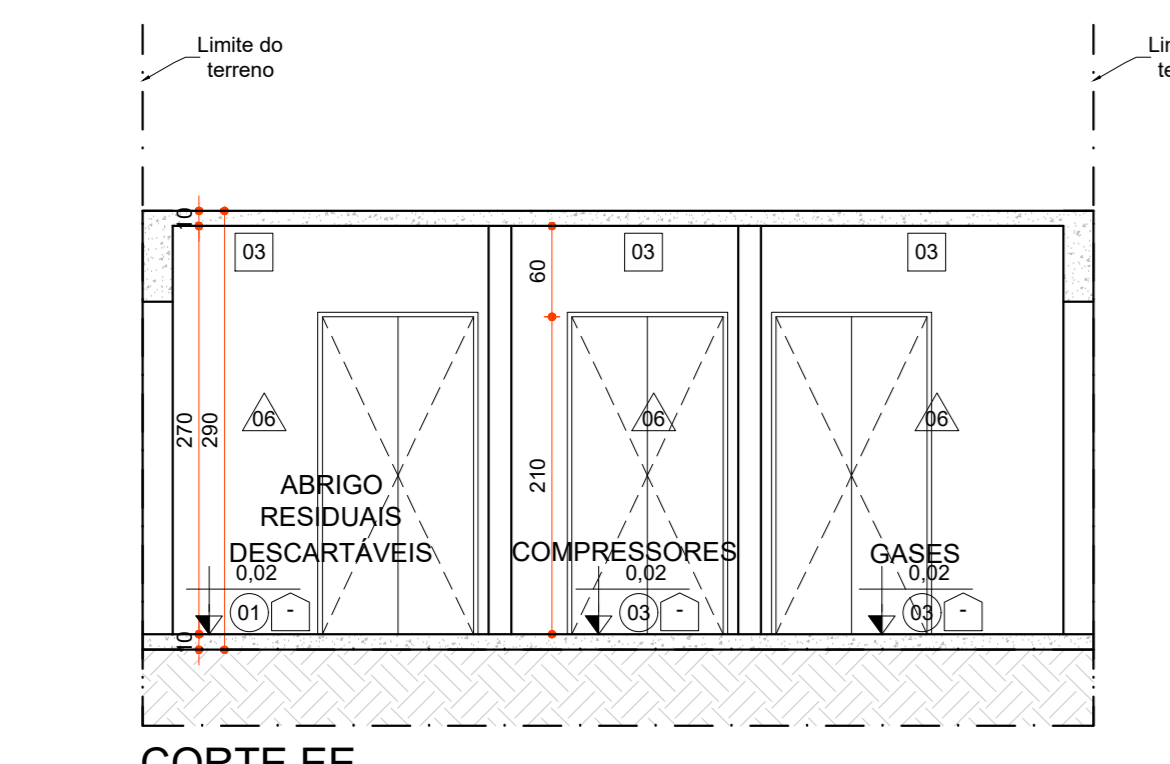 Limite do
terreno
Lim
te
10
03
03
03
60
270
290
06
06
06
210
ABRIGO
RESIDUAIS
DESCARTÁVEIS
COMPRESSORES
GASES
0,02
0,02
0,02
01
-
03
-
03
-
10
CORTE EE